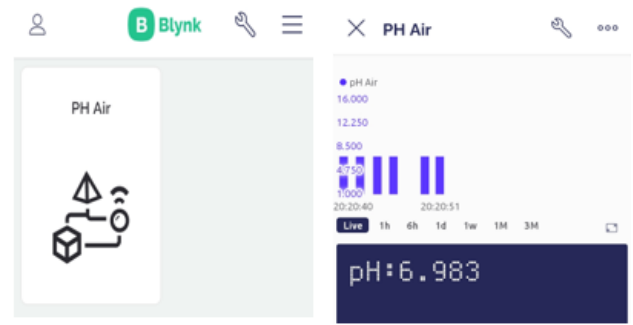 B Blynk
PH Air
PH Air
pH Air
16.000
12.250
8.500
4.750
1.000
20:20:40 20:20:51
Live 1h 6h 1d 1w 1M 3M
pH:6.983